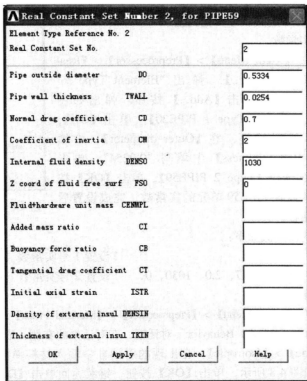 Real Constant Set Number 2, for PIPE59
Element Type Reference No. 2
Real Constant Set No. 2
Pipe outside diameter DO 0.5334
Pipe wall thickness TWALL 0.0254
Normal drag coefficient CD 0.7
Coefficient of inertia CM 2
Internal fluid density DENSO 1030
Z coord of fluid free surf FSO 0
Fluid+hardware unit mass CENMPL
Added mass ratio CI
Buoyancy force ratio CB
Tangential drag coefficient CT
Initial axial strain ISTR
Density of external insul DENSIN
Thickness of external insul TKIN
OK Apply Cancel Help